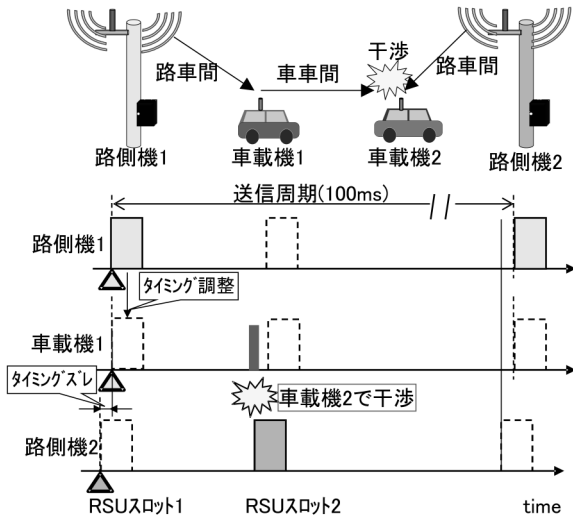 干渉
路車間
車車間
路車間
路側機1
車載機1
車載機2
路側機2
送信周期(100ms)
路側機1
タイミング調整
車載機1
タイミングズレ
車載機2で干渉
路側機2
RSUスロット1
RSUスロット2
time